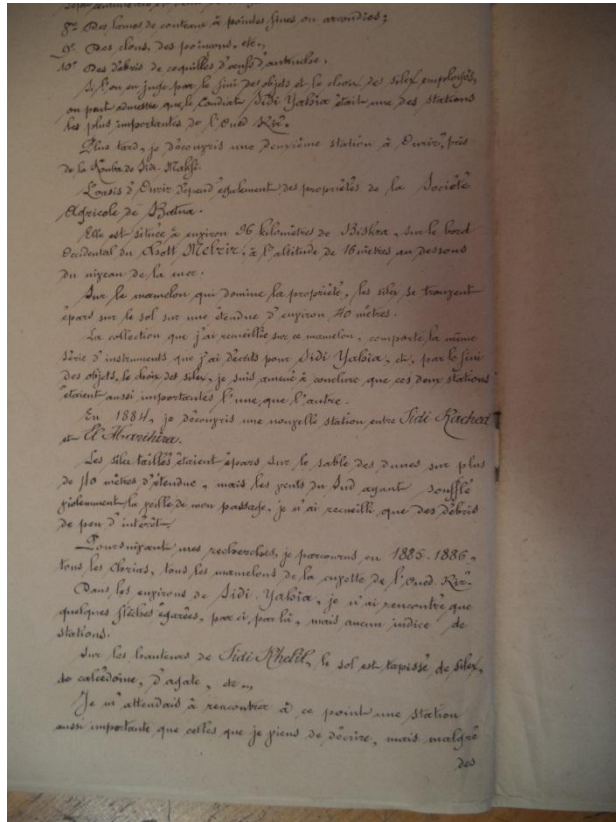 8º Des lames de couteaux à pointes fines ou arrondies;
9º Des clous, des poinçons, etc.,
10º Des débris de coquilles d'œufs d'autruche.
Si l'on en juge par le fini des objets et le choix des silex employés,
on peut admettre que le Coudiat Sidi Yahia était une des stations
les plus importantes de l'Oued Rir.
Plus tard, je découvris une deuxième station à Ourir, près
de la Kouba de Sidi
L'oasis d'Ourir dépend également des propriétés de la Société
Agricole de Batna.
Elle est située à environ 96 kilomètres de Biskra, sur le bord
Occidental du Chott Melrir, à l'altitude de 16 mètres au dessous
du niveau de la mer.
Sur le mamelon qui domine la propriété, les silex se trouvent
épars sur le sol sur une étendue d'environ 40 mètres.
La collection que j'ai recueillie sur ce mamelon, comporte la même
série d'instruments que j'ai décrits pour Sidi Yahia, et, par le fini
des objets, le choix des silex, je suis amené à conclure que ces deux stations
étaient aussi importantes l'une que l'autre.
En 1884, je découvris une nouvelle station entre Sidi Rached
et El
Les silex taillés étaient épars sur le sable des dunes sur plus
de mètres d'étendue, mais les vents du Sud ayant soufflé
violemment la veille de mon passage, je n'ai recueilli que des débris
de peu d'intérêt.
Poursuivant mes recherches, je parcourus en 1885-1886,
tous les , tous les mamelons de la cuvette de l'Oued Rir.
Dans les environs de Sidi Yahia, je n'ai rencontré que
quelques flèches égarées, par ci, par là, mais aucun indice de
stations.
Sur les hauteurs de Sidi Khelil, le sol est tapissé de silex,
de calcédoine, d'agate, etc.,
Je m'attendais à rencontrer à ce point une station
aussi importante que celles que je viens de décrire, mais malgré
des